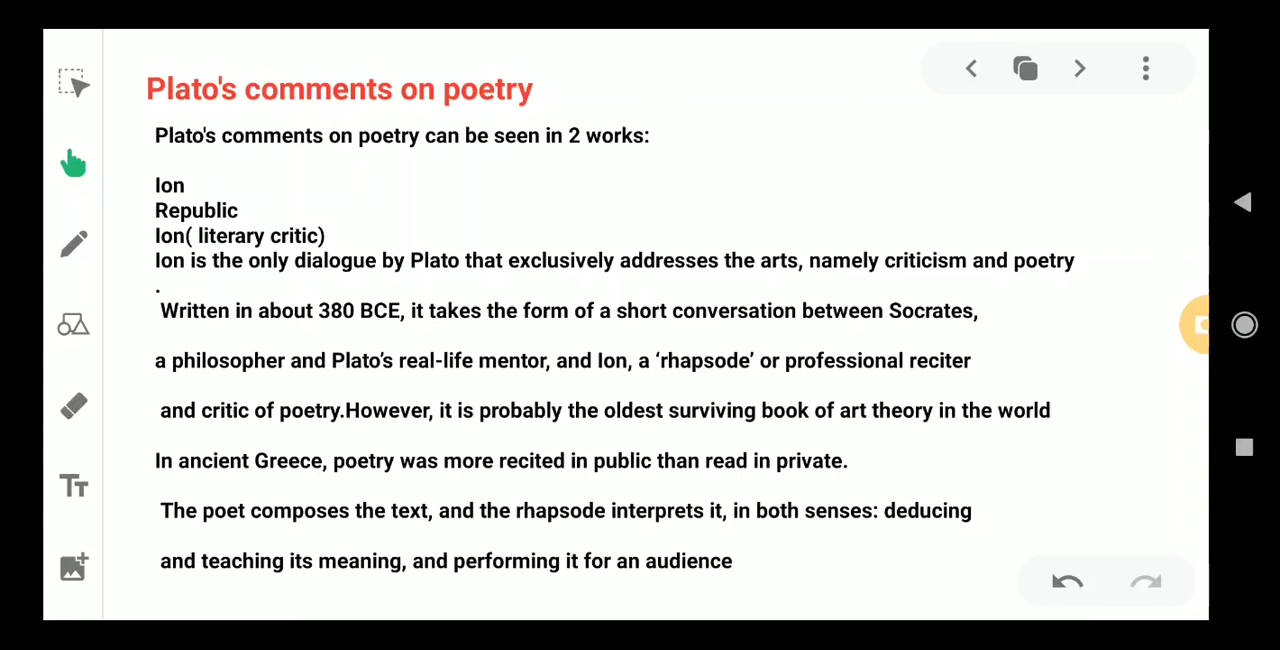 Plato's comments on poetry
Plato's comments on poetry can be seen in 2 works:
Ion
Republic
Ion( literary critic)
Ion is the only dialogue by Plato that exclusively addresses the arts, namely criticism and poetry
.
Written in about 380 BCE, it takes the form of a short conversation between Socrates,
a philosopher and Plato’s real-life mentor, and Ion, a ‘rhapsode’ or professional reciter
and critic of poetry.However, it is probably the oldest surviving book of art theory in the world
In ancient Greece, poetry was more recited in public than read in private.
The poet composes the text, and the rhapsode interprets it, in both senses: deducing
and teaching its meaning, and performing it for an audience
Tт